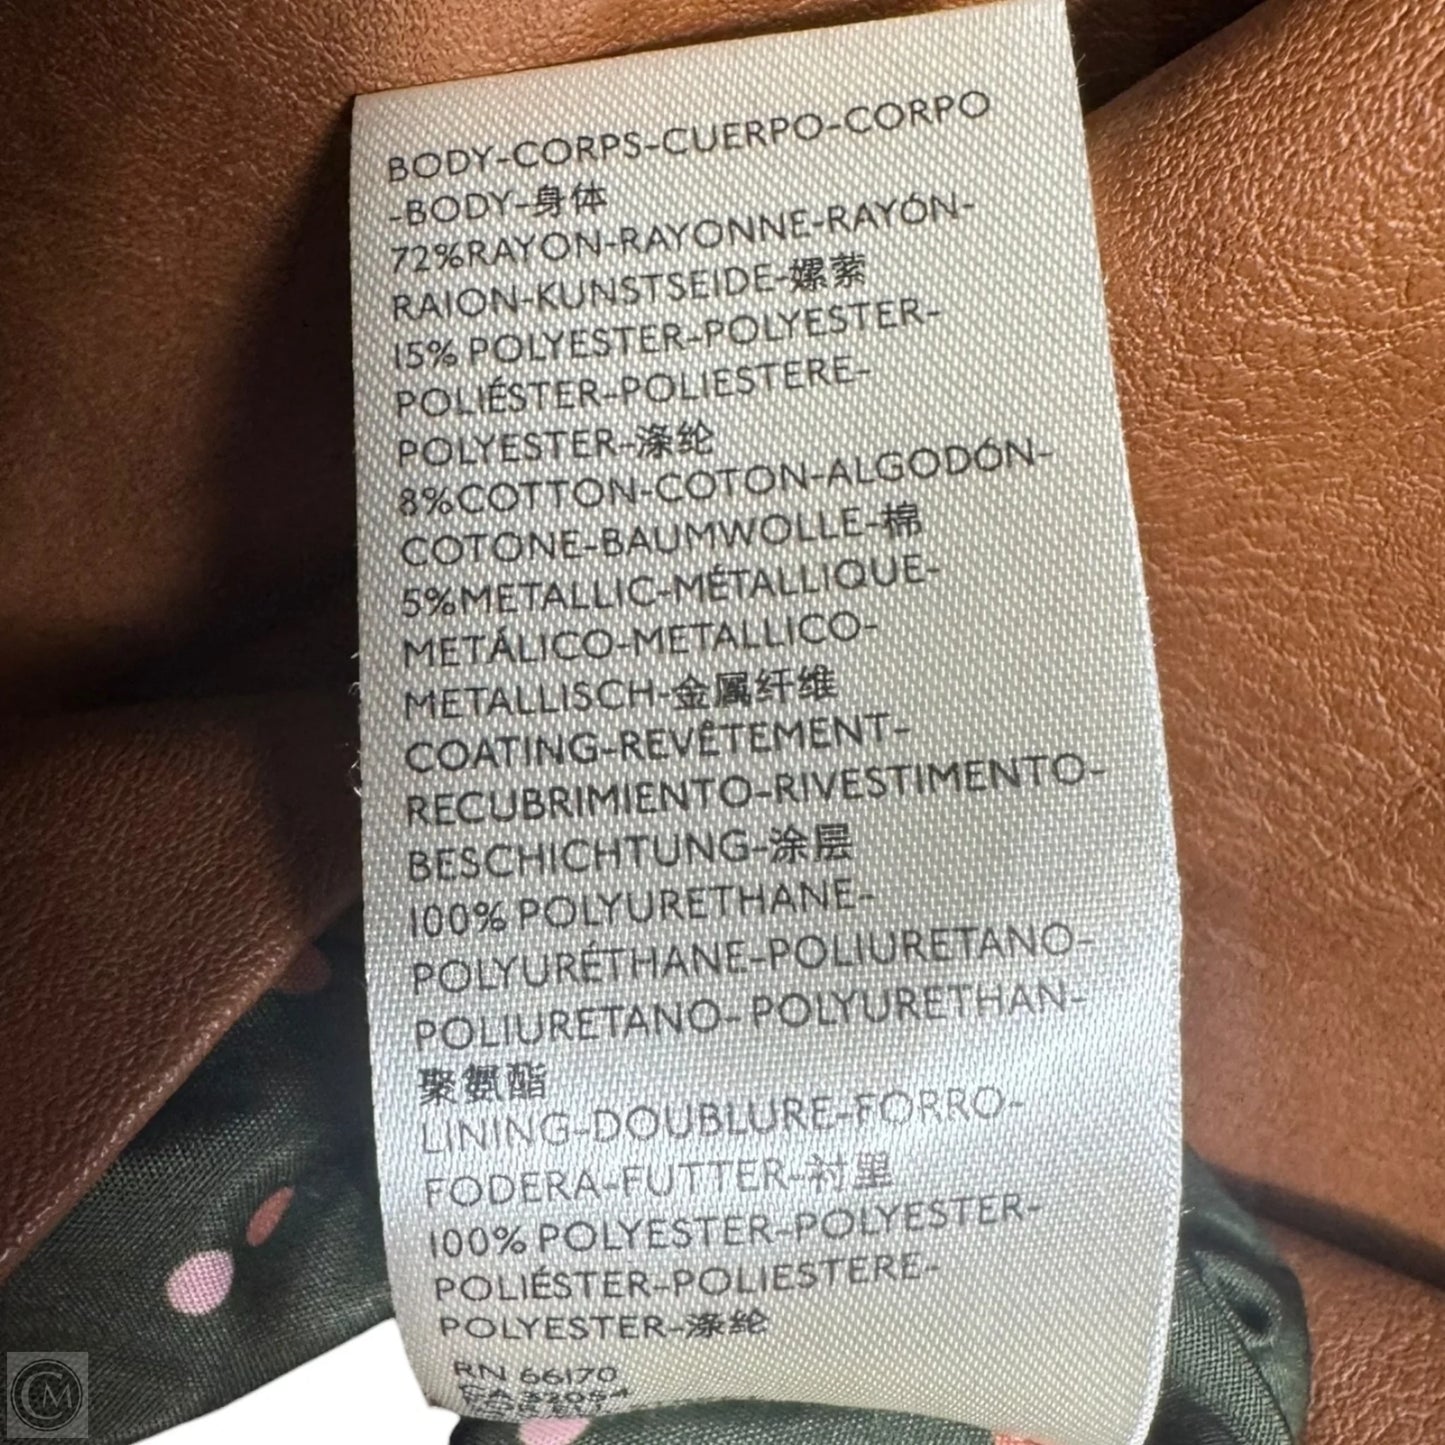 BODY-CORPS-CUERPO-CORPO
-BODY-身体
72%RAYON-RAYONNE-RAYÓN-
RAION-KUNSTSEIDE-嫘萦
15% POLYESTER-POLYESTER-
POLIÉSTER-POLIESTERE-
POLYESTER-涤纶
8%COTTON-COTON-ALGODÓN-
COTONE-BAUMWOLLE-棉
5%METALLIC-MÉTALLIQUE-
METÁLICO-METALLICO-
METALLISCH-金属纤维
COATING-REVÊTEMENT-
RECUBRIMIENTO-RIVESTIMENTO-
BESCHICHTUNG-涂层
100% POLYURETHANE-
POLYURÉTHANE-POLIURETANO-
POLIURETANO-POLYURETHAN-
聚氨酯
LINING-DOUBLURE-FORRO-
FODERA-FUTTER-衬里
100% POLYESTER-POLYESTER-
POLIÉSTER-POLIESTERE-
POLYESTER-涤纶
RN 66170
CA 32054
CM